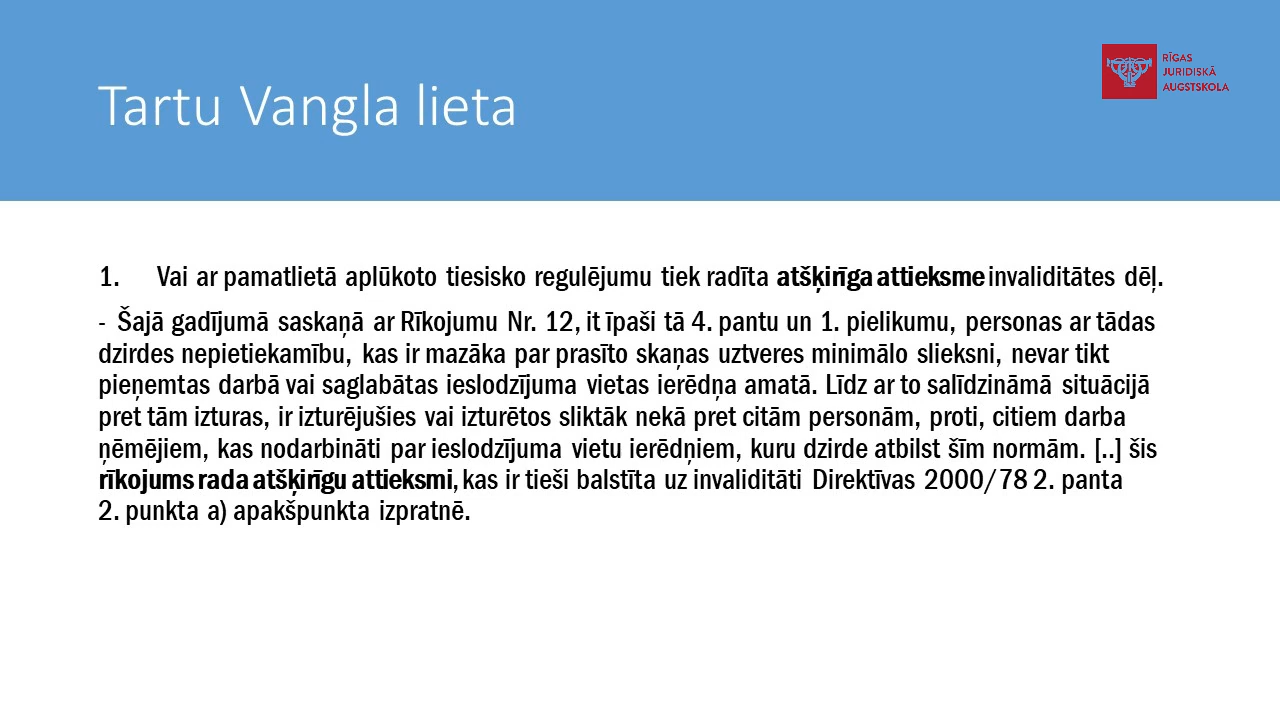 Tartu Vangla lieta
RĪGAS
JURIDISKĀ
AUGSTSKOLA
1. Vai ar pamatlietā aplūkoto tiesisko regulējumu tiek radīta atšķirīga attieksme invaliditātes dēļ.
- Šajā gadījumā saskaņā ar Rīkojumu Nr. 12, it īpaši tā 4. pantu un 1. pielikumu, personas ar tādas
dzirdes nepietiekamību, kas ir mazāka par prasīto skaņas uztveres minimālo slieksni, nevar tikt
pieņemtas darbā vai saglabātas ieslodzījuma vietas ierēdņa amatā. Līdz ar to salīdzināmā situācijā
pret tām izturas, ir izturējušies vai izturētos sliktāk nekā pret citām personām, proti, citiem darba
ņēmējiem, kas nodarbināti par ieslodzījuma vietu ierēdņiem, kuru dzirde atbilst šīm normām. [..] šis
rīkojums rada atšķirīgu attieksmi, kas ir tieši balstīta uz invaliditāti Direktīvas 2000/78 2. panta
2. punkta a) apakšpunkta izpratnē.